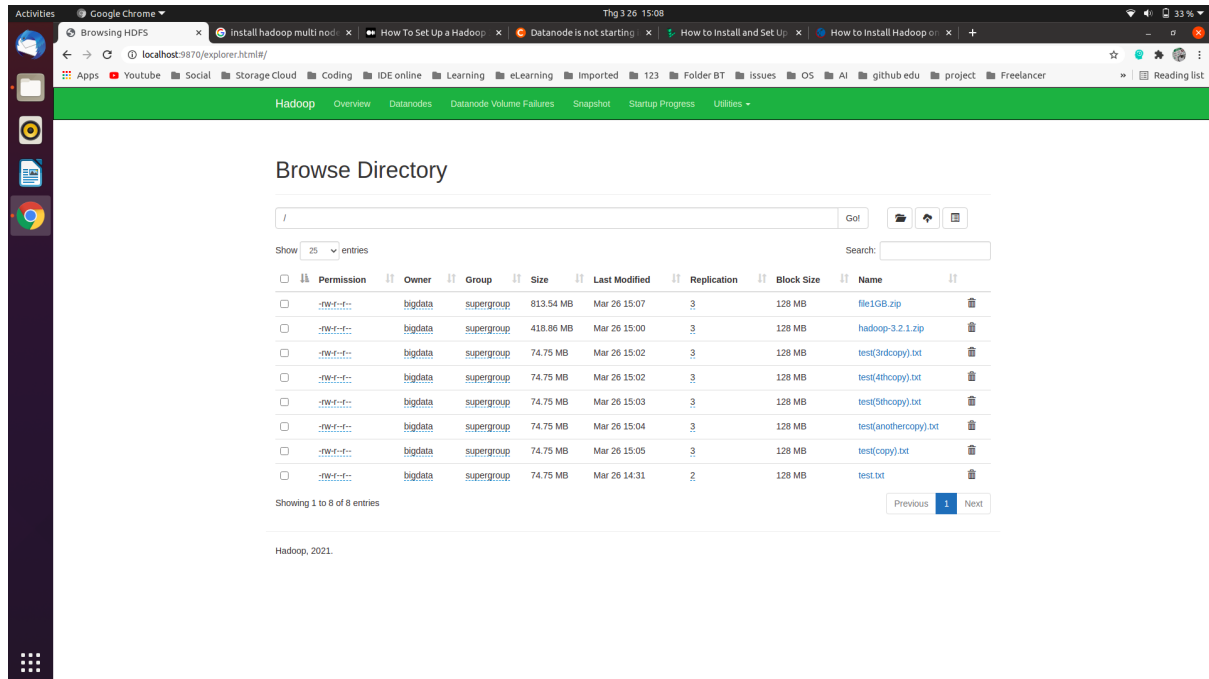 Activities Google Chrome Thg 3 26 15:08 33 %
Browsing HDFS install hadoop multi node How To Set Up a Hadoop Datanode is not starting How to Install and Set Up How to Install Hadoop on
localhost:9870/explorer.html#/
Apps Youtube Social Storage Cloud Coding IDE online Learning eLearning Imported 123 Folder BT issues OS AI github edu project Freelancer » Reading list
Hadoop Overview Datanodes Datanode Volume Failures Snapshot Startup Progress Utilities
Browse Directory
/ Go!
Show 25 entries Search:
Permission Owner Group Size Last Modified Replication Block Size Name
-rw-r--r-- bigdata supergroup 813.54 MB Mar 26 15:07 3 128 MB file1GB.zip
-rw-r--r-- bigdata supergroup 418.86 MB Mar 26 15:00 3 128 MB hadoop-3.2.1.zip
-rw-r--r-- bigdata supergroup 74.75 MB Mar 26 15:02 3 128 MB test(3rdcopy).txt
-rw-r--r-- bigdata supergroup 74.75 MB Mar 26 15:02 3 128 MB test(4thcopy).txt
-rw-r--r-- bigdata supergroup 74.75 MB Mar 26 15:03 3 128 MB test(5thcopy).txt
-rw-r--r-- bigdata supergroup 74.75 MB Mar 26 15:04 3 128 MB test(anothercopy).txt
-rw-r--r-- bigdata supergroup 74.75 MB Mar 26 15:05 3 128 MB test(copy).txt
-rw-r--r-- bigdata supergroup 74.75 MB Mar 26 14:31 2 128 MB test.txt
Showing 1 to 8 of 8 entries Previous 1 Next
Hadoop, 2021.